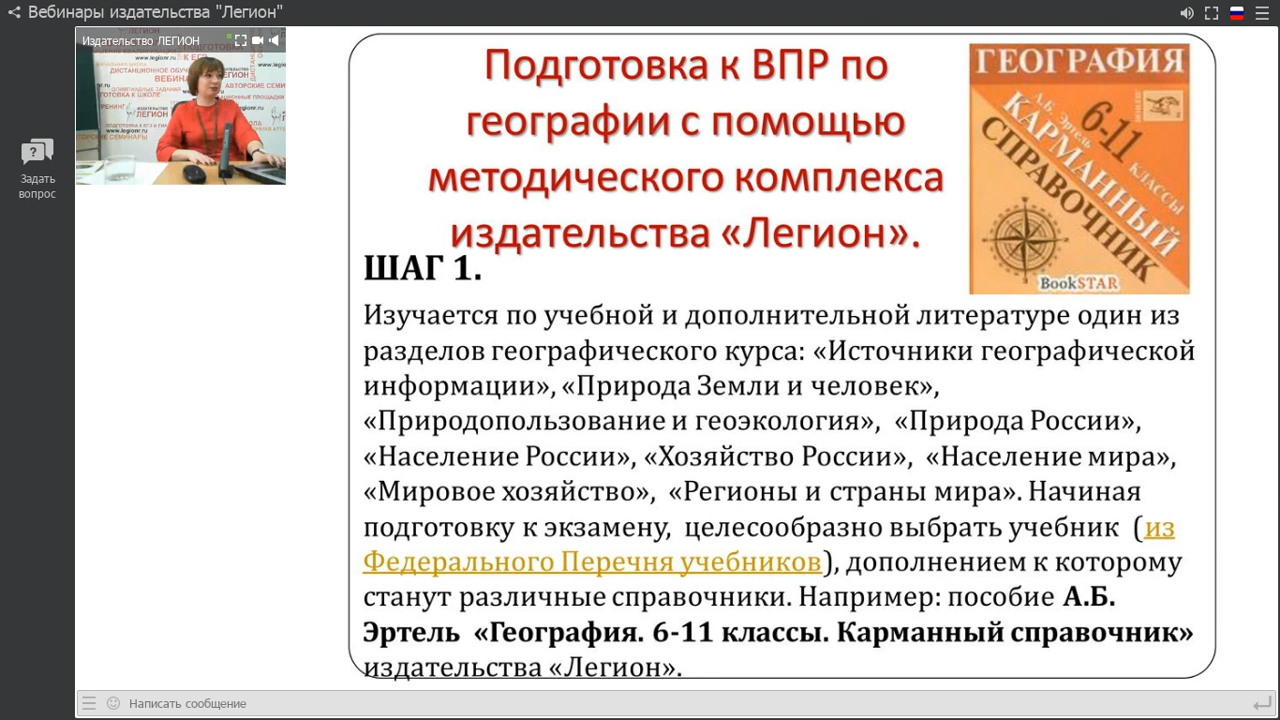 Вебинары издательства "Легион"
Издательство ЛЕГИОН
Задать
вопрос
Подготовка к ВПР по
географии с помощью
методического комплекса
издательства «Легион».
ГЕОГРАФИЯ
А.Б. Эртель
6-11
КЛАССЫ
КАРМАННЫЙ
СПРАВОЧНИК
BookSTAR
ШАГ 1.
Изучается по учебной и дополнительной литературе один из
разделов географического курса: «Источники географической
информации», «Природа Земли и человек»,
«Природопользование и геоэкология», «Природа России»,
«Население России», «Хозяйство России», «Население мира»,
«Мировое хозяйство», «Регионы и страны мира». Начиная
подготовку к экзамену, целесообразно выбрать учебник (из
Федерального Перечня учебников), дополнением к которому
станут различные справочники. Например: пособие А.Б.
Эртель «География. 6-11 классы. Карманный справочник»
издательства «Легион».
Написать сообщение